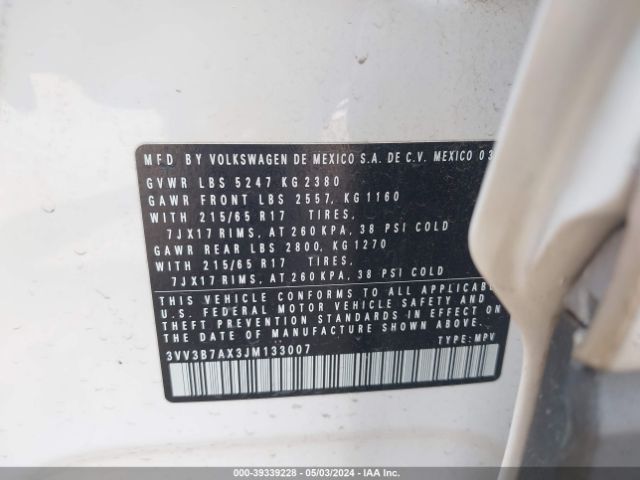 MFD BY VOLKSWAGEN DE MEXICO S.A. DE C.V. MEXICO 03
GVWR LBS 5247 KG 2380
GAWR FRONT LBS 2557, KG 1160
WITH 215/65 R17 TIRES,
7JX17 RIMS, AT 260 KPA, 38 PSI COLD
GAWR REAR LBS 2800, KG 1270
WITH 215/65 R17 TIRES,
7JX17 RIMS, AT 260 KPA, 38 PSI COLD
THIS VEHICLE CONFORMS TO ALL APPLICABL
U.S. FEDERAL MOTOR VEHICLE SAFETY AND
THEFT PREVENTION STANDARDS IN EFFECT ON
THE DATE OF MANUFACTURE SHOWN ABOVE.
3VV3B7AX3JM133007 TYPE: MPV
000-39339228 - 05/03/2024 - IAA Inc.